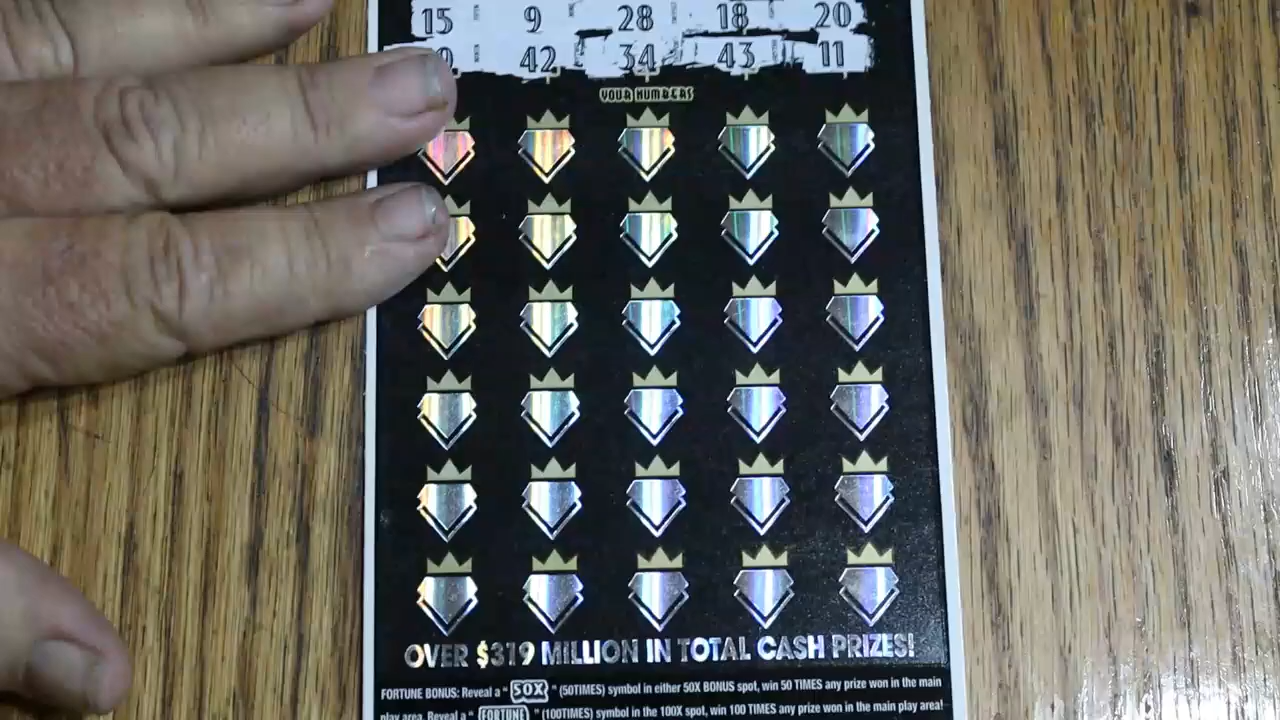 15 9 28 18 20
42 34 43 11
YOUR NUMBERS
OVER $319 MILLION IN TOTAL CASH PRIZES!
FORTUNE BONUS: Reveal a " 50X " (50TIMES) symbol in either 50X BONUS spot, win 50 TIMES any prize won in the main
play area. Reveal a " FORTUNE " (100TIMES) symbol in the 100X spot, win 100 TIMES any prize won in the main play area!